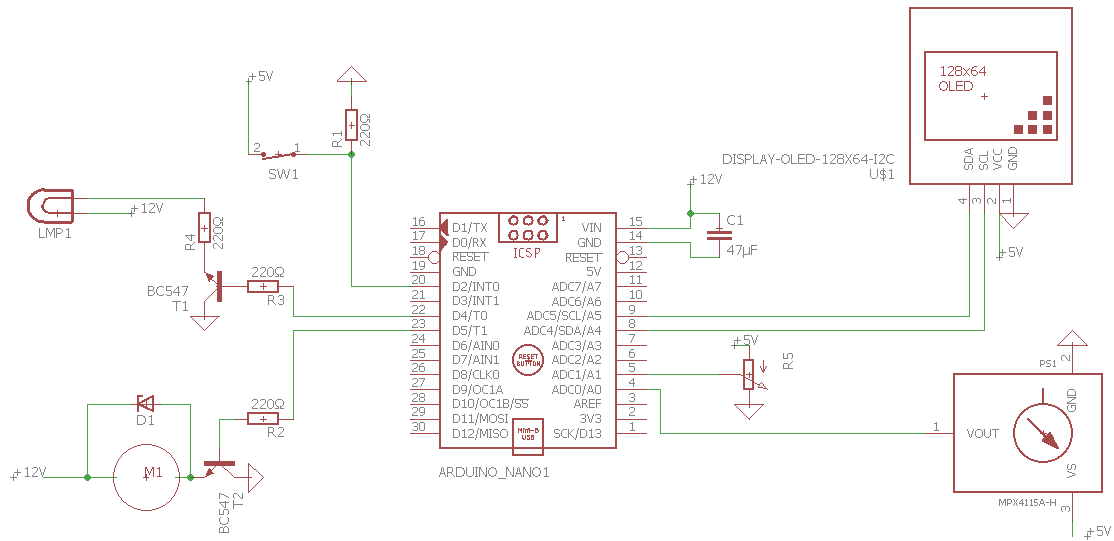 128x64
OLED
SDA
SCL
VCC
GND
4
3
2
1
DISPLAY-OLED-128X64-I2C
U$1
+5V
+5V
2
1
SW1
R1
220Ω
+12V
LMP1
R4
220Ω
BC547
T1
220Ω
R3
+12V
C1
47µF
ICSP
1
16 D1/TX
17 D0/RX
18 RESET
19 GND
20 D2/INT0
21 D3/INT1
22 D4/T0
23 D5/T1
24 D6/AIN0
25 D7/AIN1
26 D8/CLK0
27 D9/OC1A
28 D10/OC1B/SS
29 D11/MOSI
30 D12/MISO
VIN 15
GND 14
RESET 13
5V 12
ADC7/A7 11
ADC6/A6 10
ADC5/SCL/A5 9
ADC4/SDA/A4 8
ADC3/A3 7
ADC2/A2 6
ADC1/A1 5
ADC0/A0 4
AREF 3
3V3 2
SCK/D13 1
RESET
BUTTON
MINI-B
USB
ARDUINO_NANO1
+5V
R5
D1
220Ω
R2
+12V
M1
BC547
T2
PS1
2
GND
1
VOUT
VS
MPX4115A-H
3
+5V